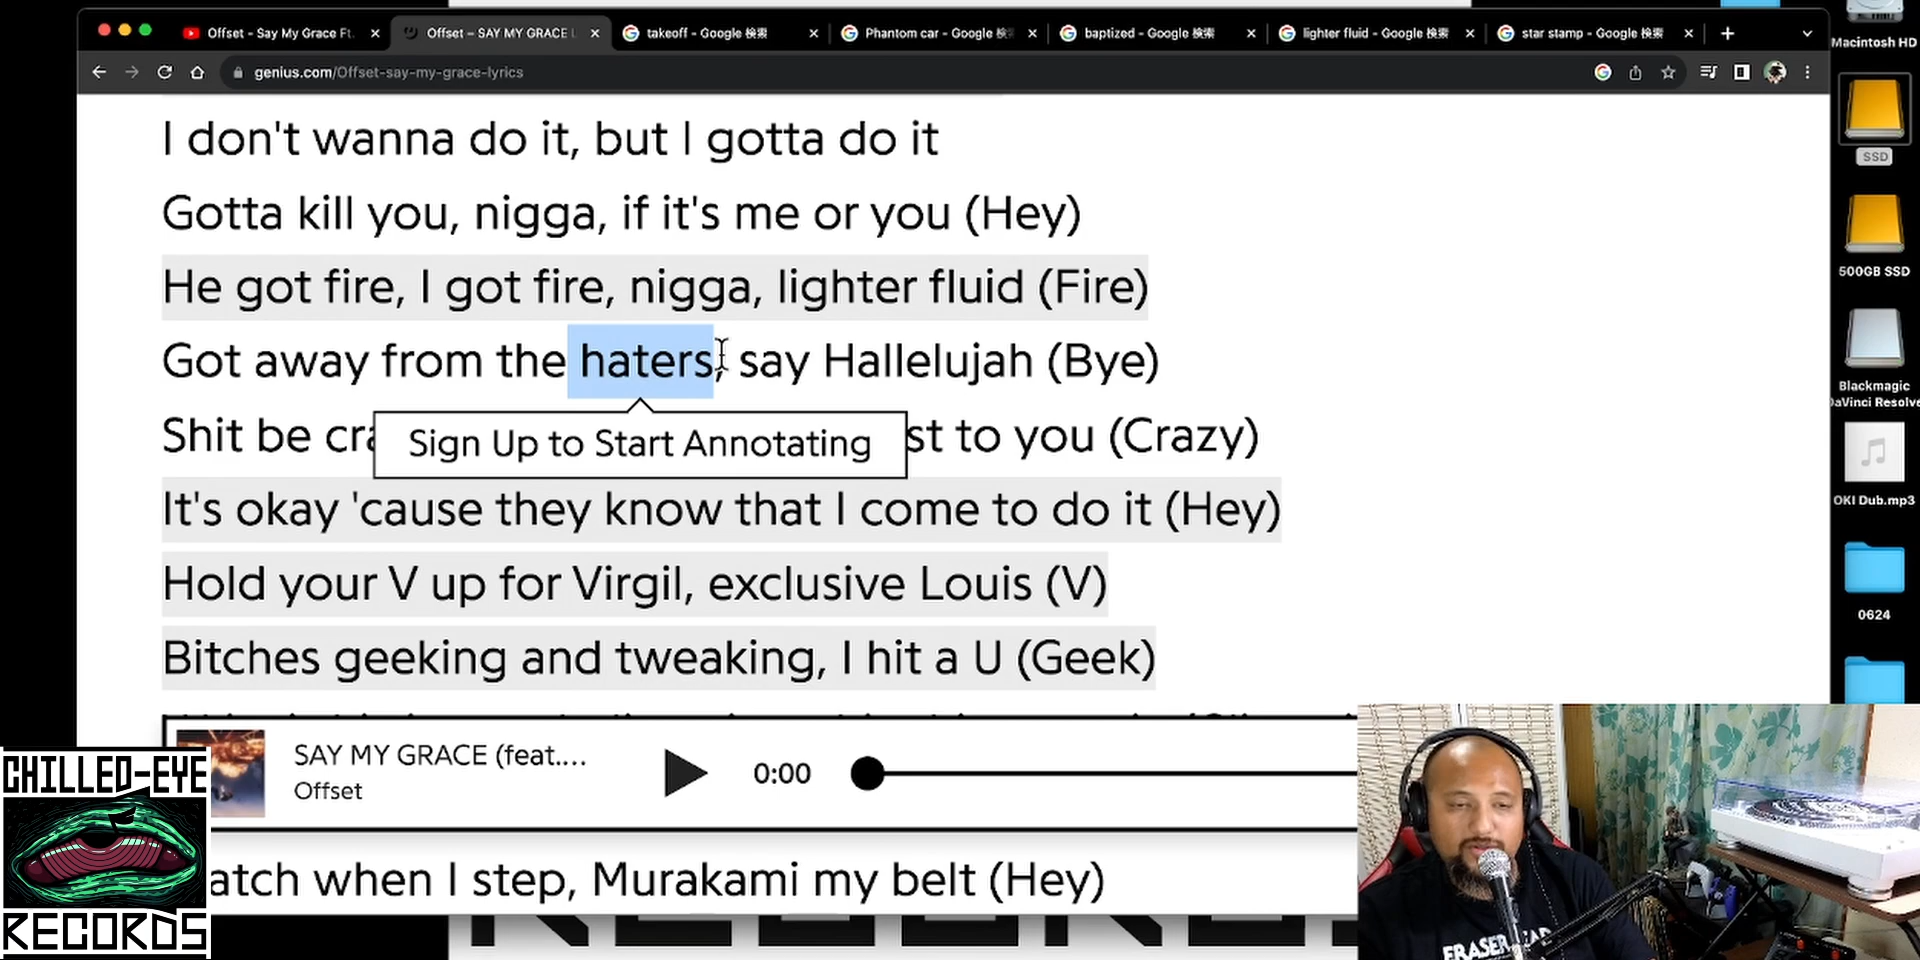 Offset - Say My Grace Ft.
Offset – SAY MY GRACE L
takeoff - Google 検索
Phantom car - Google 検
baptized - Google 検索
lighter fluid - Google 検索
star stamp - Google 検索
genius.com/Offset-say-my-grace-lyrics
I don't wanna do it, but I gotta do it
Gotta kill you, nigga, if it's me or you (Hey)
He got fire, I got fire, nigga, lighter fluid (Fire)
Got away from the haters, say Hallelujah (Bye)
Shit be cra
st to you (Crazy)
Sign Up to Start Annotating
It's okay 'cause they know that I come to do it (Hey)
Hold your V up for Virgil, exclusive Louis (V)
Bitches geeking and tweaking, I hit a U (Geek)
SAY MY GRACE (feat....
Offset
0:00
atch when I step, Murakami my belt (Hey)
CHILLED-EYE
RECORDS
Macintosh HD
SSD
500GB SSD
Blackmagic
DaVinci Resolve
OKI Dub.mp3
0624